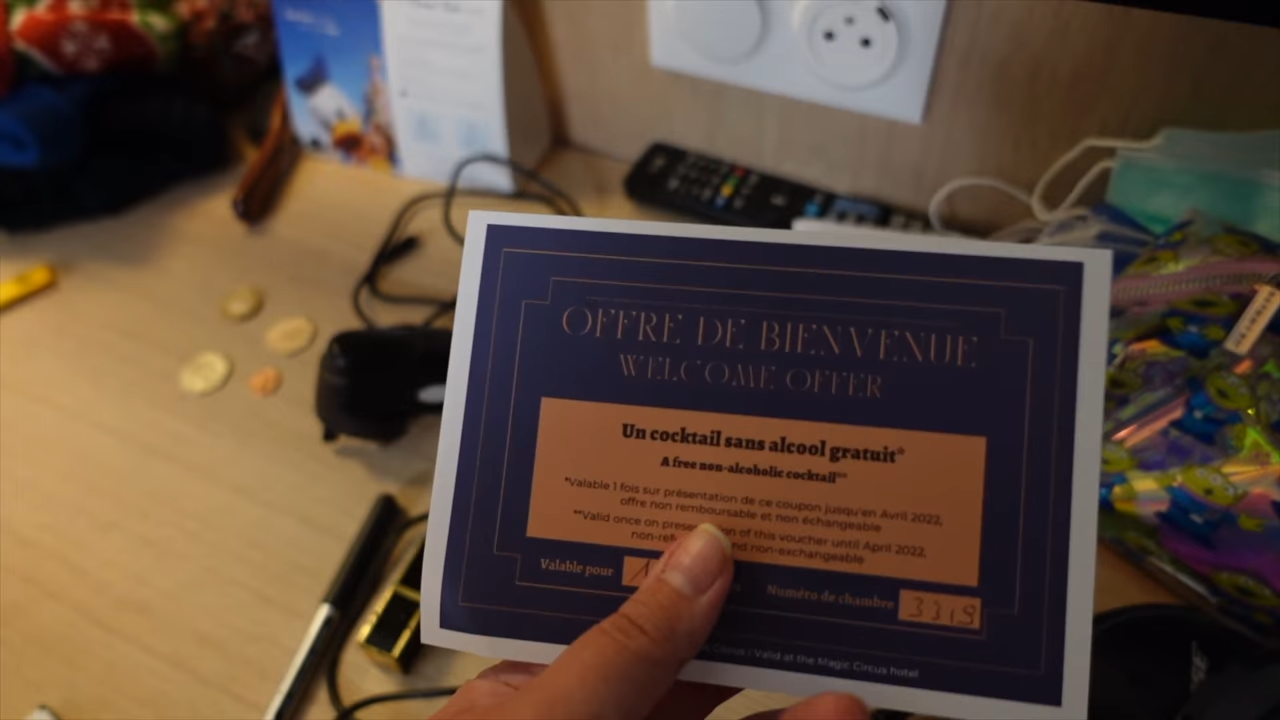 OFFRE DE BIENVENUE
WELCOME OFFER
Un cocktail sans alcool gratuit*
A free non-alcoholic cocktail**
*Valable 1 fois sur présentation de ce coupon jusqu'en Avril 2022,
offre non remboursable et non échangeable
**Valid once on of this voucher until April 2022,
non-exchangeable
Valable pour
Numéro de chambre 3319
Valid at the Magic Circus hotel